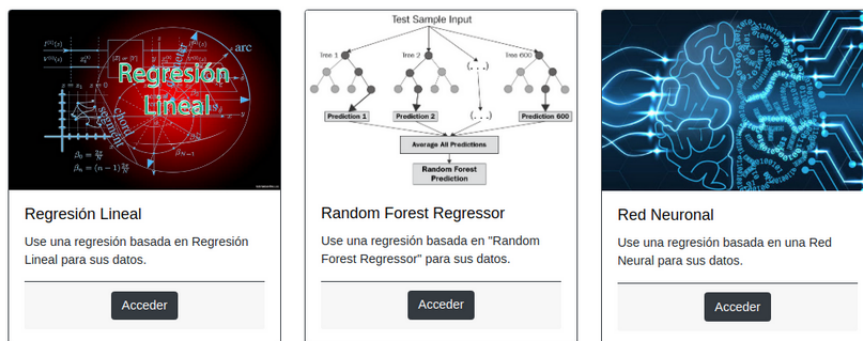 arc
Regresión
Lineal
chord
segment
Regresión Lineal
Use una regresión basada en Regresión
Lineal para sus datos.
Acceder
Test Sample Input
Tree 1
Tree 2
(. . .)
Tree 600
Prediction 1
Prediction 2
(. . .)
Prediction 600
Average All Predictions
Random Forest
Prediction
Random Forest Regressor
Use una regresión basada en "Random
Forest Regressor" para sus datos.
Acceder
Red Neuronal
Use una regresión basada en una Red
Neural para sus datos.
Acceder